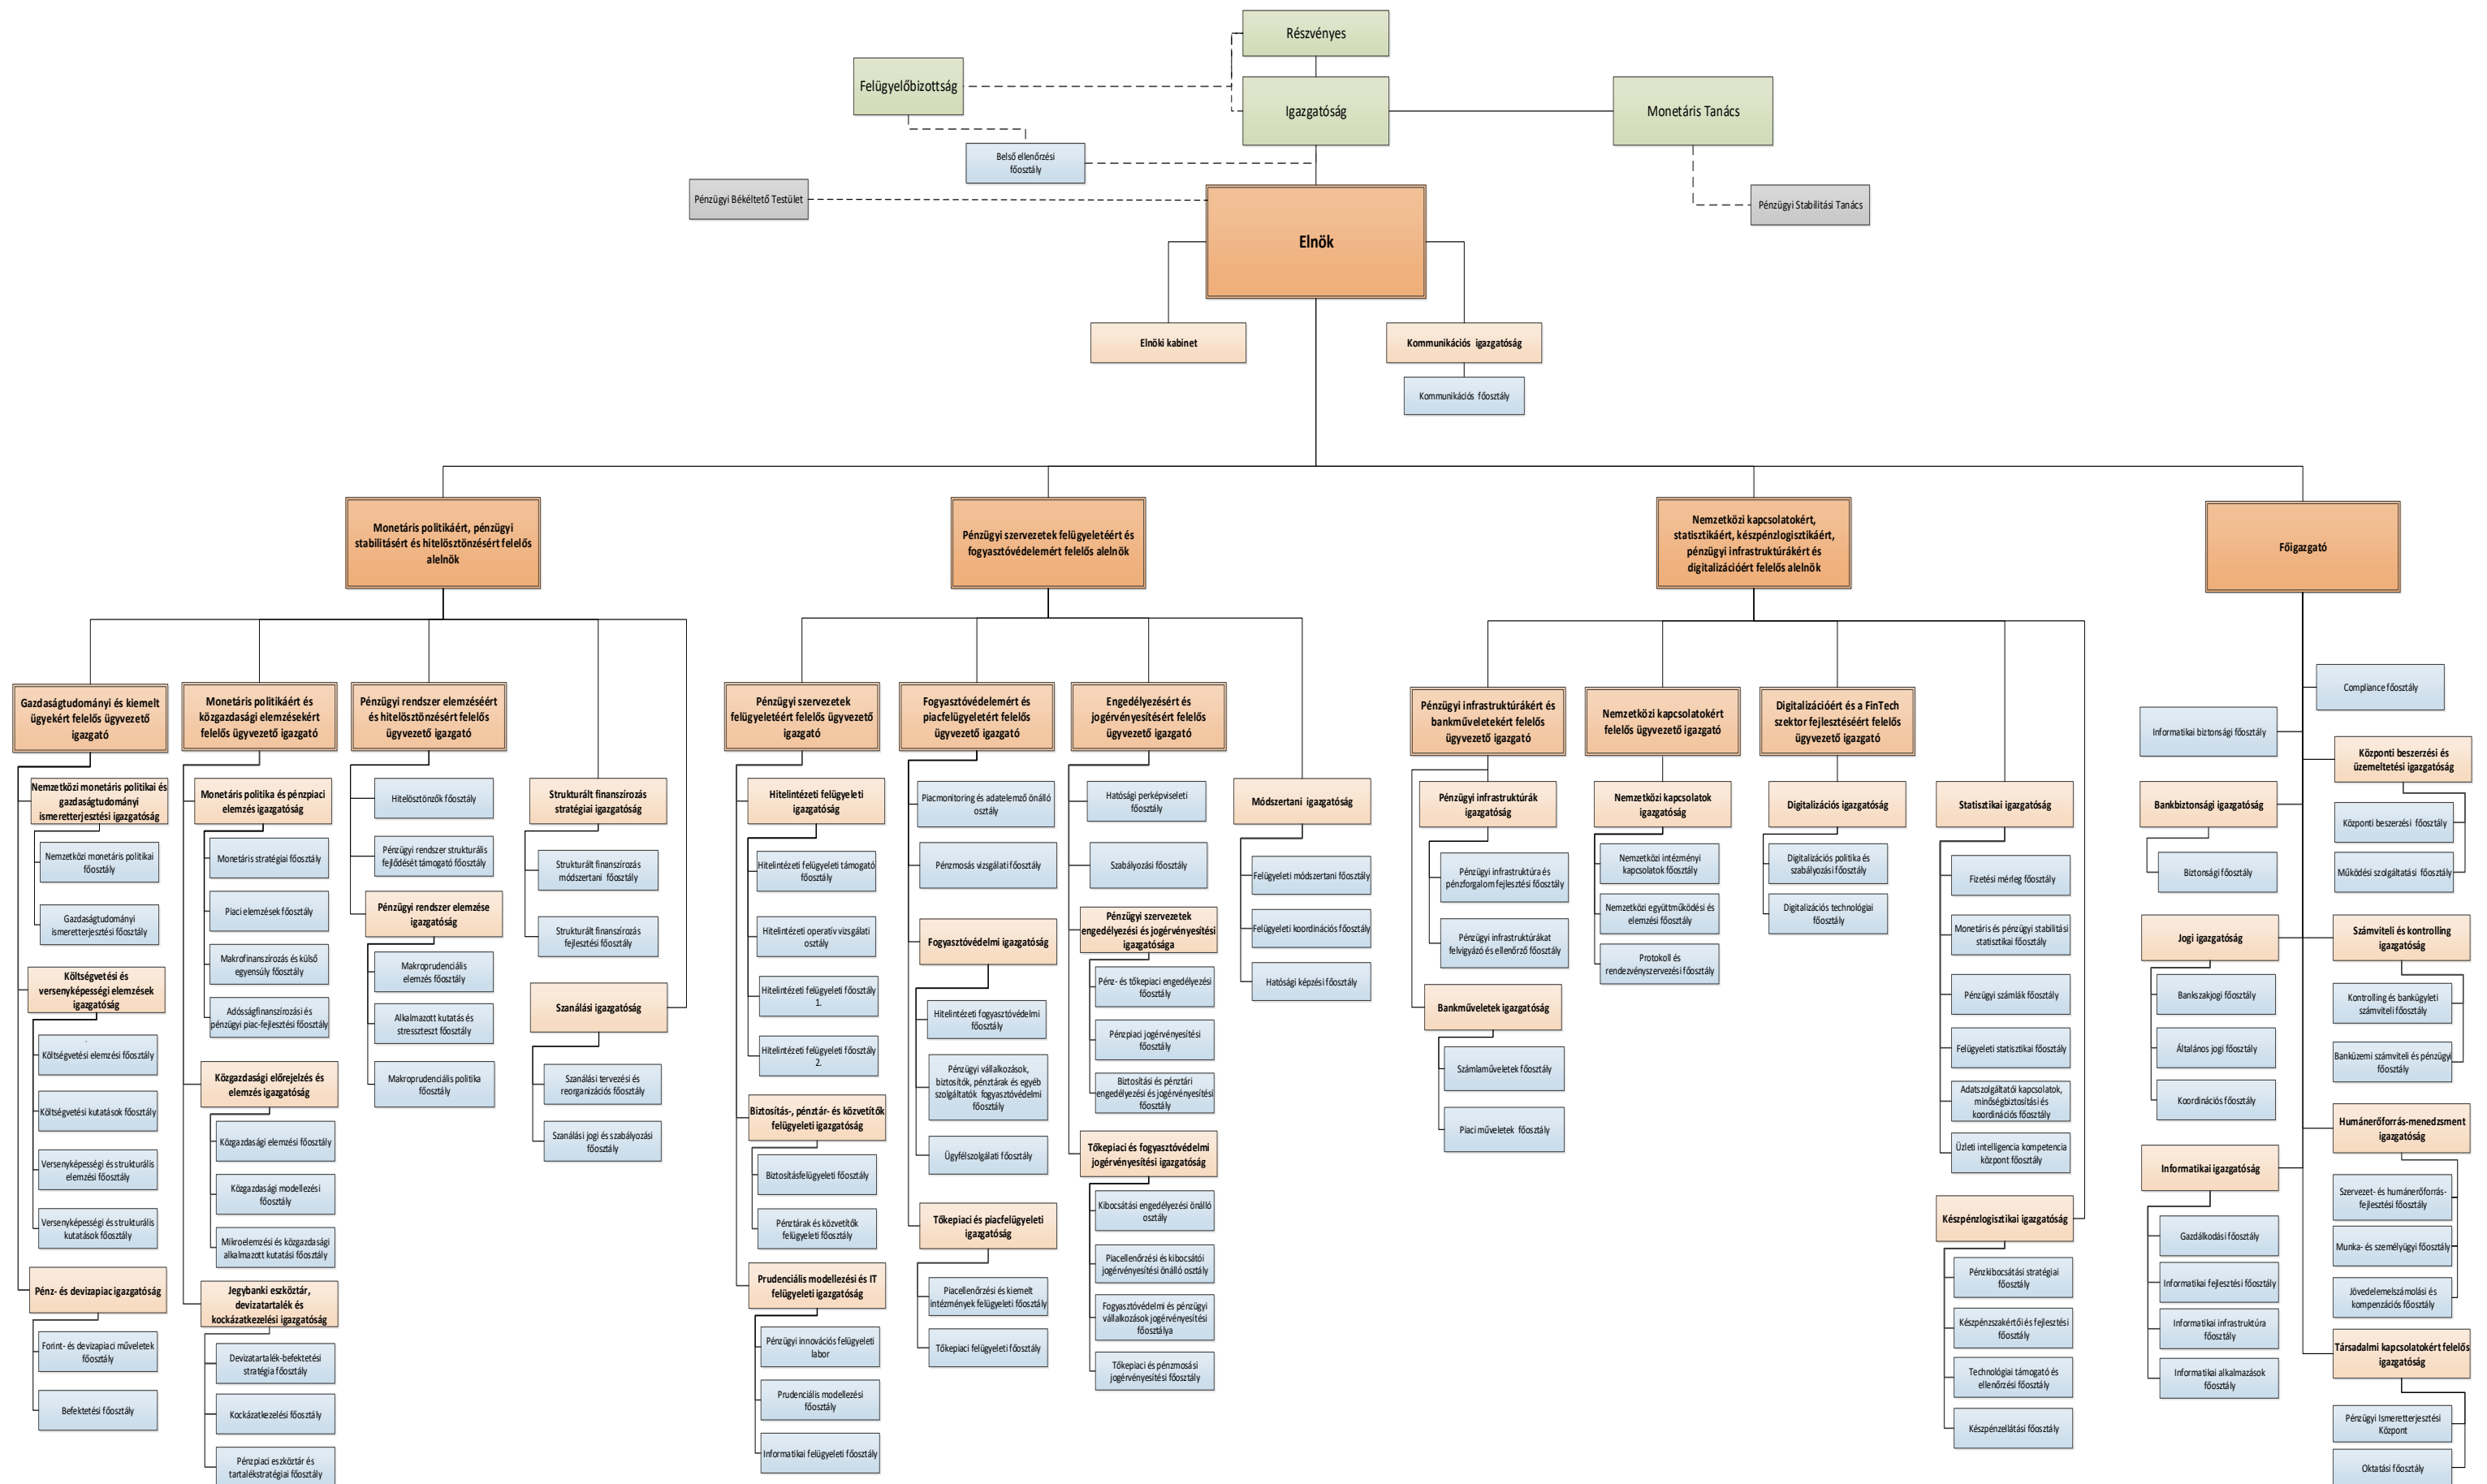 Részvényes
Felügyelőbizottság
Igazgatóság
Monetáris Tanács
Belső ellenőrzési
főosztály
Pénzügyi Békéltető Testület
Pénzügyi Stabilitási Tanács
Elnök
Elnöki kabinet
Kommunikációs igazgatóság
Kommunikációs főosztály
Monetáris politikáért, pénzügyi
stabilitásért és hitelösztönzésért felelős
alelnök
Pénzügyi szervezetek felügyeletéért és
fogyasztóvédelemért felelős alelnök
Nemzetközi kapcsolatokért,
statisztikáért, készpénzlogisztikáért,
pénzügyi infrastruktúrákért és
digitalizációért felelős alelnök
Főigazgató
Gazdaságtudományi és kiemelt
ügyekért felelős ügyvezető
igazgató
Nemzetközi monetáris politikai és
gazdaságtudományi
ismeretterjesztési igazgatóság
Nemzetközi monetáris politikai
főosztály
Gazdaságtudományi
ismeretterjesztési főosztály
Költségvetési és
versenyképességi elemzések
igazgatóság
Költségvetési elemzési főosztály
Költségvetési kutatások főosztály
Versenyképességi és strukturális
elemzési főosztály
Versenyképességi és strukturális
kutatások főosztály
Pénz- és devizapiac igazgatóság
Forint- és devizapiaci műveletek
főosztály
Befektetési főosztály
Monetáris politikáért és
közgazdasági elemzésekért
felelős ügyvezető igazgató
Monetáris politika és pénzpiaci
elemzés igazgatóság
Monetáris stratégiai főosztály
Piaci elemzések főosztály
Makrofinanszírozás és külső
egyensúly főosztály
Adósságfinanszírozási és
pénzügyi piac-fejlesztési főosztály
Közgazdasági előrejelzés és
elemzés igazgatóság
Közgazdasági elemzési főosztály
Közgazdasági modellezési
főosztály
Mikroelemzési és közgazdasági
alkalmazott kutatási főosztály
Jegybanki eszköztár,
devizatartalék és
kockázatkezelési igazgatóság
Devizatartalék-befektetési
stratégia főosztály
Kockázatkezelési főosztály
Pénzpiaci eszköztár és
tartalékstratégiai főosztály
Pénzügyi rendszer elemzéséért
és hitelösztönzésért felelős
ügyvezető igazgató
Hitelösztönzők főosztály
Pénzügyi rendszer strukturális
fejlődését támogató főosztály
Pénzügyi rendszer elemzése
igazgatóság
Makroprudenciális
elemzés főosztály
Alkalmazott kutatás és
stresszteszt főosztály
Makroprudenciális politika
főosztály
Strukturált finanszírozás
stratégiai igazgatóság
Strukturált finanszírozás
módszertani főosztály
Strukturált finanszírozás
fejlesztési főosztály
Szanálási igazgatóság
Szanálási tervezési és
reorganizációs főosztály
Szanálási jogi és szabályozási
főosztály
Pénzügyi szervezetek
felügyeletéért felelős ügyvezető
igazgató
Hitelintézeti felügyeleti
igazgatóság
Hitelintézeti felügyeleti támogató
főosztály
Hitelintézeti operatív vizsgálati
osztály
Hitelintézeti felügyeleti főosztály
1.
Hitelintézeti felügyeleti főosztály
2.
Biztosítás-, pénztár- és közvetítők
felügyeleti igazgatóság
Biztosításfelügyeleti főosztály
Pénztárak és közvetítők
felügyeleti főosztály
Prudenciális modellezési és IT
felügyeleti igazgatóság
Pénzügyi innovációs felügyeleti
labor
Prudenciális modellezési
főosztály
Informatikai felügyeleti főosztály
Fogyasztóvédelemért és
piacfelügyeletért felelős
ügyvezető igazgató
Piacmonitoring és adatelemző önálló
osztály
Pénzmosás vizsgálati főosztály
Fogyasztóvédelmi igazgatóság
Hitelintézeti fogyasztóvédelmi
főosztály
Pénzügyi vállalkozások,
biztosítók, pénztárak és egyéb
szolgáltatók fogyasztóvédelmi
főosztály
Ügyfélszolgálati főosztály
Tőkepiaci és piacfelügyeleti
igazgatóság
Piacellenőrzési és kiemelt
intézmények felügyeleti főosztály
Tőkepiaci felügyeleti főosztály
Engedélyezésért és
jogérvényesítésért felelős
ügyvezető igazgató
Hatósági perképviseleti
főosztály
Szabályozási főosztály
Pénzügyi szervezetek
engedélyezési és jogérvényesítési
igazgatósága
Pénz- és tőkepiaci engedélyezési
főosztály
Pénzpiaci jogérvényesítési
főosztály
Biztosítási és pénztári
engedélyezési és jogérvényesítési
főosztály
Tőkepiaci és fogyasztóvédelmi
jogérvényesítési igazgatóság
Kibocsátási engedélyezési önálló
osztály
Piacellenőrzési és kibocsátói
jogérvényesítési önálló osztály
Fogyasztóvédelmi és pénzügyi
vállalkozások jogérvényesítési
főosztálya
Tőkepiaci és pénzmosási
jogérvényesítési főosztály
Módszertani igazgatóság
Felügyeleti módszertani főosztály
Felügyeleti koordinációs főosztály
Hatósági képzési főosztály
Pénzügyi infrastruktúrákért és
bankműveletekért felelős
ügyvezető igazgató
Pénzügyi infrastruktúrák
igazgatóság
Pénzügyi infrastruktúra és
pénzforgalom fejlesztési főosztály
Pénzügyi infrastruktúrákat
felvigyázó és ellenőrző főosztály
Bankműveletek igazgatóság
Számlaműveletek főosztály
Piaci műveletek főosztály
Nemzetközi kapcsolatokért
felelős ügyvezető igazgató
Nemzetközi kapcsolatok
igazgatóság
Nemzetközi intézményi
kapcsolatok főosztály
Nemzetközi együttműködési és
elemzési főosztály
Protokoll és
rendezvényszervezési főosztály
Digitalizációért és a FinTech
szektor fejlesztéséért felelős
ügyvezető igazgató
Digitalizációs igazgatóság
Digitalizációs politika és
szabályozási főosztály
Digitalizációs technológiai
főosztály
Statisztikai igazgatóság
Fizetési mérleg főosztály
Monetáris és pénzügyi stabilitási
statisztikai főosztály
Pénzügyi számlák főosztály
Felügyeleti statisztikai főosztály
Adatszolgáltatói kapcsolatok,
minőségbiztosítási és
koordinációs főosztály
Üzleti intelligencia kompetencia
központ főosztály
Készpénzlogisztikai igazgatóság
Pénzkibocsátási stratégiai
főosztály
Készpénzszakértői és fejlesztési
főosztály
Technológiai támogató és
ellenőrzési főosztály
Készpénzellátási főosztály
Compliance főosztály
Informatikai biztonsági főosztály
Bankbiztonsági igazgatóság
Biztonsági főosztály
Jogi igazgatóság
Bankszakjogi főosztály
Általános jogi főosztály
Koordinációs főosztály
Informatikai igazgatóság
Gazdálkodási főosztály
Informatikai fejlesztési főosztály
Informatikai infrastruktúra
főosztály
Informatikai alkalmazások
főosztály
Központi beszerzési és
üzemeltetési igazgatóság
Központi beszerzési főosztály
Működési szolgáltatási főosztály
Számviteli és kontrolling
igazgatóság
Kontrolling és bankügyleti
számviteli főosztály
Banküzemi számviteli és pénzügyi
főosztály
Humánerőforrás-menedzsment
igazgatóság
Szervezet- és humánerőforrás-
fejlesztési főosztály
Munka- és személyügyi főosztály
Jövedelemelszámolási és
kompenzációs főosztály
Társadalmi kapcsolatokért felelős
igazgatóság
Pénzügyi Ismeretterjesztési
Központ
Oktatási főosztály